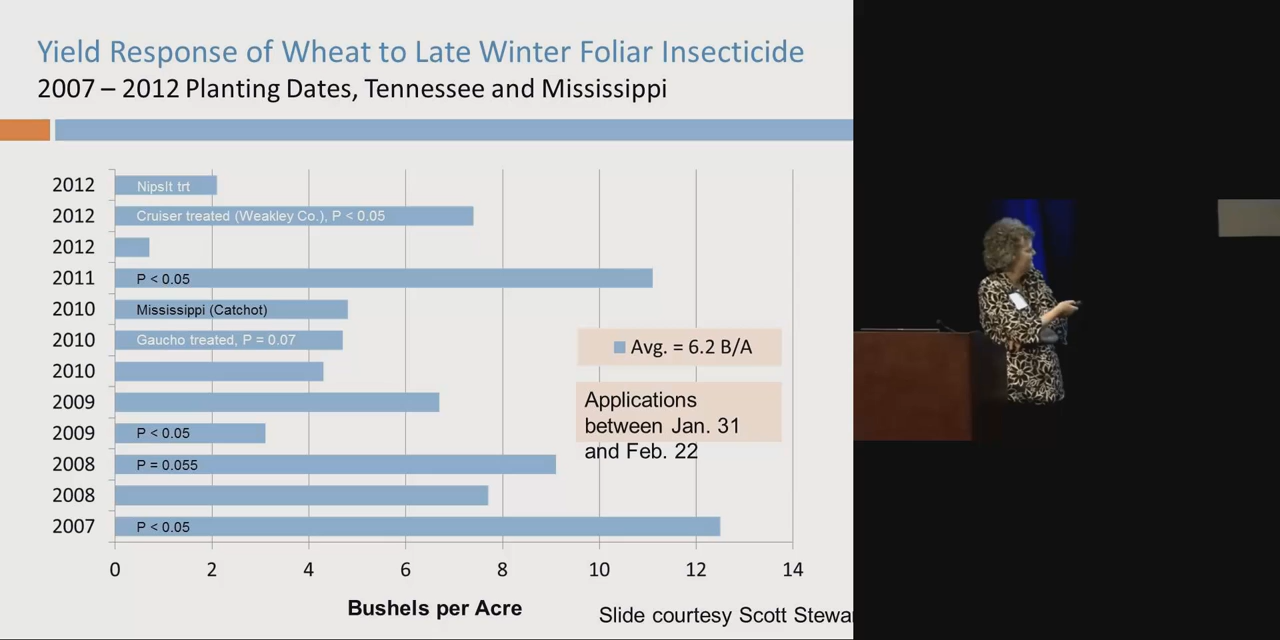 Yield Response of Wheat to Late Winter Foliar Insecticide
2007 – 2012 Planting Dates, Tennessee and Mississippi
2012 NipsIt trt
2012 Cruiser treated (Weakley Co.), P < 0.05
2012
2011 P < 0.05
2010 Mississippi (Catchot)
2010 Gaucho treated, P = 0.07
2010
2009
2009 P < 0.05
2008 P = 0.055
2008
2007 P < 0.05
Avg. = 6.2 B/A
Applications
between Jan. 31
and Feb. 22
0 2 4 6 8 10 12 14
Bushels per Acre
Slide courtesy Scott Stewar